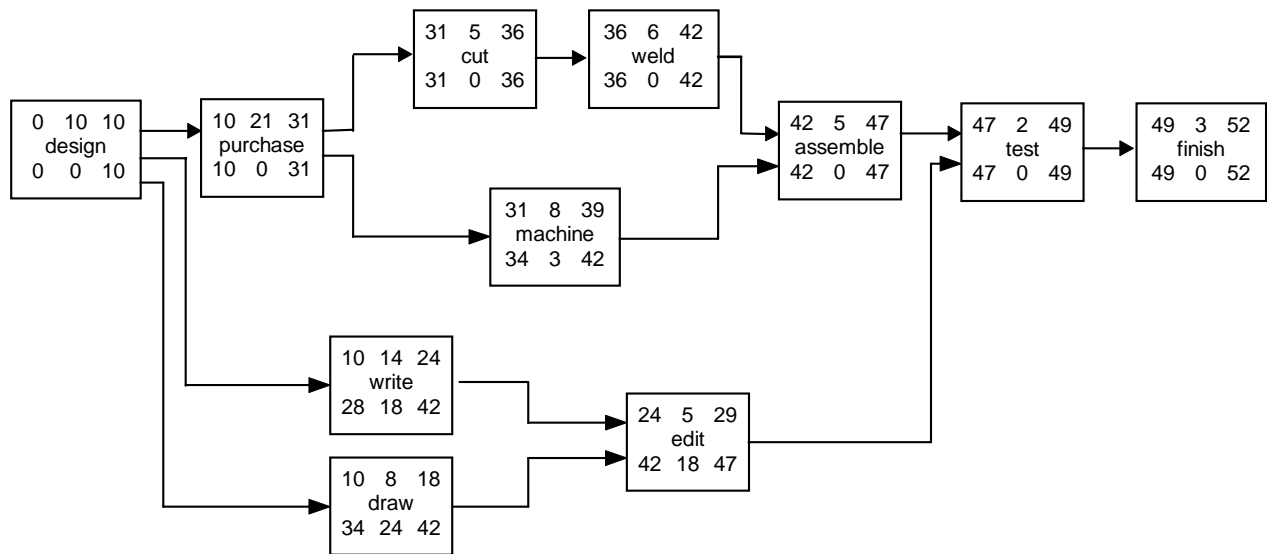 31 5 36
cut
31 0 36
36 6 42
weld
36 0 42
0 10 10
design
0 0 10
10 21 31
purchase
10 0 31
42 5 47
assemble
42 0 47
47 2 49
test
47 0 49
49 3 52
finish
49 0 52
31 8 39
machine
34 3 42
10 14 24
write
28 18 42
24 5 29
edit
42 18 47
10 8 18
draw
34 24 42